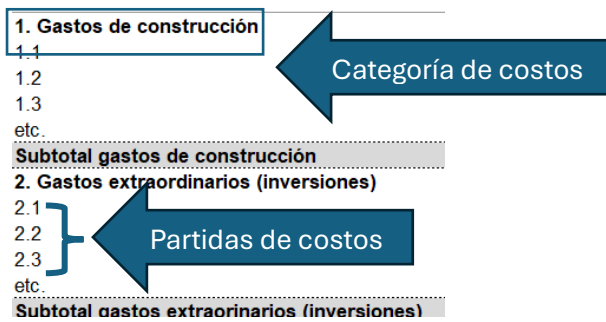 1. Gastos de construcción
1.1
Categoría de costos
1.2
1.3
etc.
Subtotal gastos de construcción
2. Gastos extraordinarios (inversiones)
2.1
2.2
Partidas de costos
2.3
etc.
Subtotal gastos extraorinarios (inversiones)